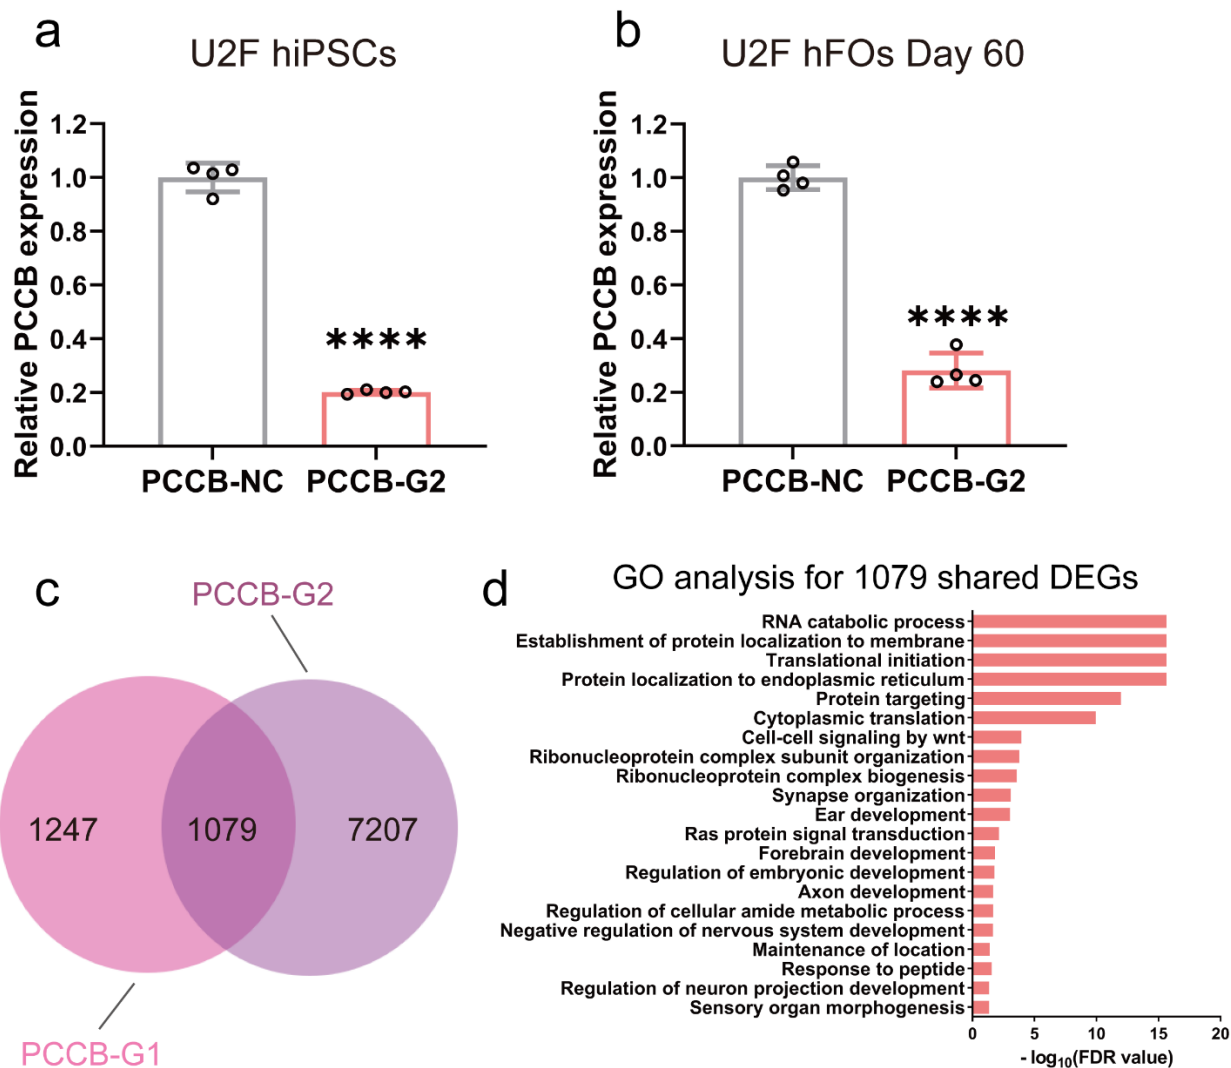 a
U2F hiPSCs
Relative PCCB expression
1.2
1.0
0.8
0.6
0.4
0.2
0.0
****
PCCB-NC PCCB-G2
b
U2F hFOs Day 60
Relative PCCB expression
1.2
1.0
0.8
0.6
0.4
0.2
0.0
****
PCCB-NC PCCB-G2
c
PCCB-G2
1247 1079 7207
PCCB-G1
d
GO analysis for 1079 shared DEGs
RNA catabolic process
Establishment of protein localization to membrane
Translational initiation
Protein localization to endoplasmic reticulum
Protein targeting
Cytoplasmic translation
Cell-cell signaling by wnt
Ribonucleoprotein complex subunit organization
Ribonucleoprotein complex biogenesis
Synapse organization
Ear development
Ras protein signal transduction
Forebrain development
Regulation of embryonic development
Axon development
Regulation of cellular amide metabolic process
Negative regulation of nervous system development
Maintenance of location
Response to peptide
Regulation of neuron projection development
Sensory organ morphogenesis
0 5 10 15 20
- log₁₀(FDR value)